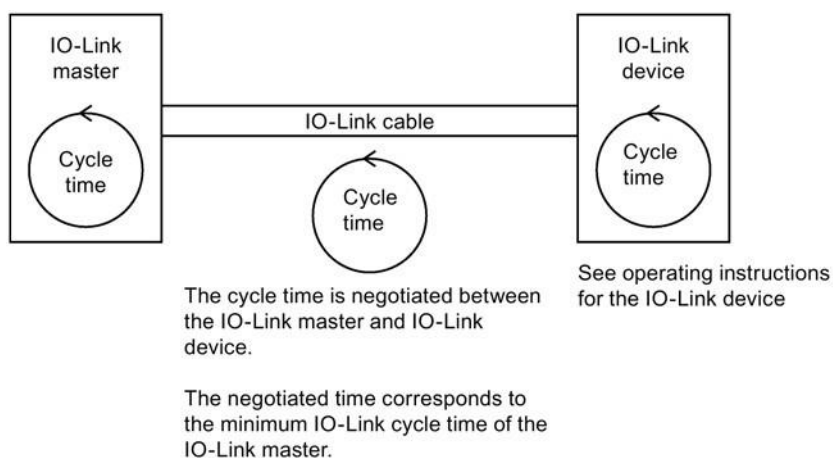 IO-Link
master
Cycle
time
IO-Link cable
Cycle
time
The cycle time is negotiated between
the IO-Link master and IO-Link
device.
The negotiated time corresponds to
the minimum IO-Link cycle time of the
IO-Link master.
IO-Link
device
Cycle
time
See operating instructions
for the IO-Link device